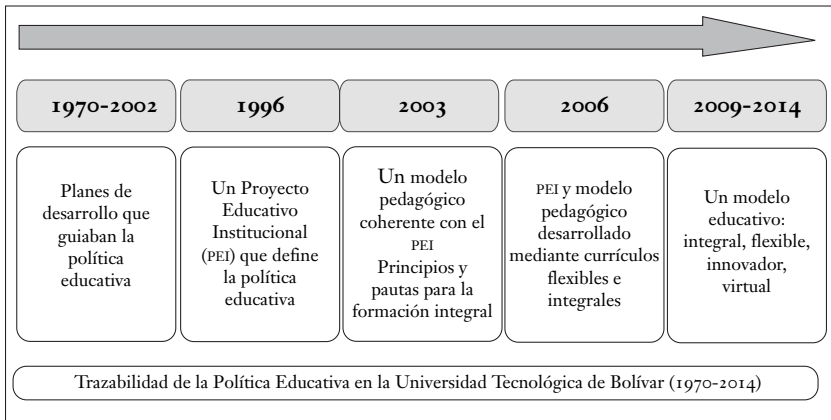 1970-2002
1996
2003
2006
2009-2014
Planes de
desarrollo que
guiaban la
política
educativa
Un Proyecto
Educativo
Institucional
(PEI) que define
la política
educativa
Un modelo
pedagógico
coherente con el
PEI
Principios y
pautas para la
formación integral
PEI y modelo
pedagógico
desarrollado
mediante currículos
flexibles e
integrales
Un modelo
educativo:
integral, flexible,
innovador,
virtual
Trazabilidad de la Política Educativa en la Universidad Tecnológica de Bolívar (1970-2014)